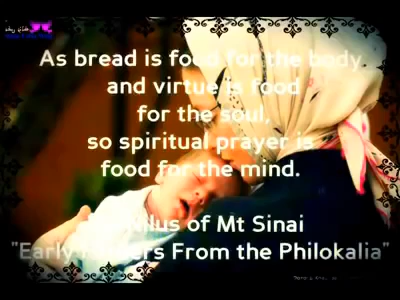 As bread is food for the body
and virtue is food
for the soul,
so spiritual prayer is
food for the mind.
Nilus of Mt Sinai
"Early Fathers From the Philokalia"